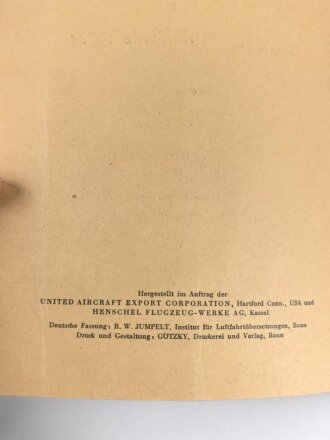 Hergestellt im Auftrag der
UNITED AIRCRAFT EXPORT CORPORATION, Hartford Conn., USA und
HENSCHEL FLUGZEUG-WERKE AG, Kassel
Deutsche Fassung: R. W. JUMPELT, Institut für Luftfahrtübersetzungen, Bonn
Druck und Gestaltung: GUTZKY, Druckerei und Verlag, Bonn